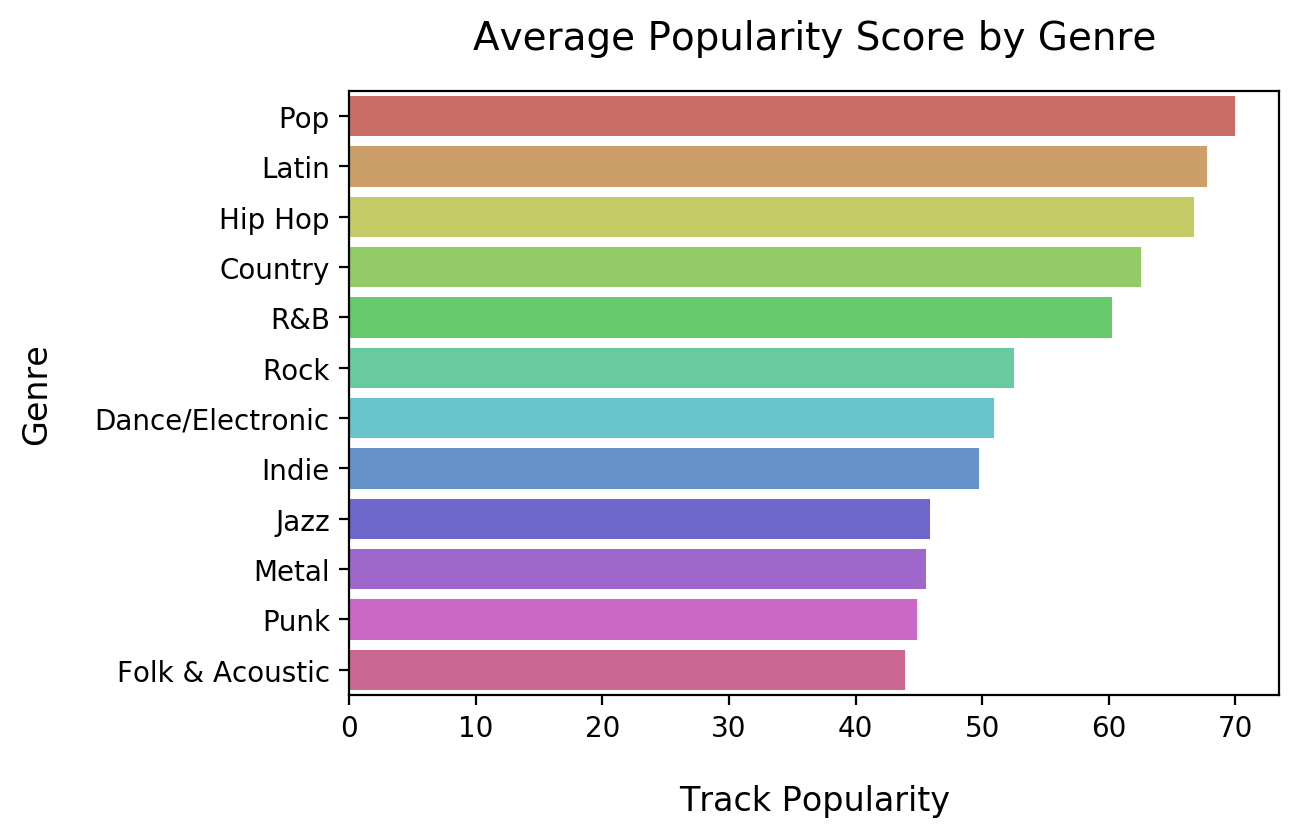 Average Popularity Score by Genre
Genre
Pop
Latin
Hip Hop
Country
R&B
Rock
Dance/Electronic
Indie
Jazz
Metal
Punk
Folk & Acoustic
0 10 20 30 40 50 60 70
Track Popularity